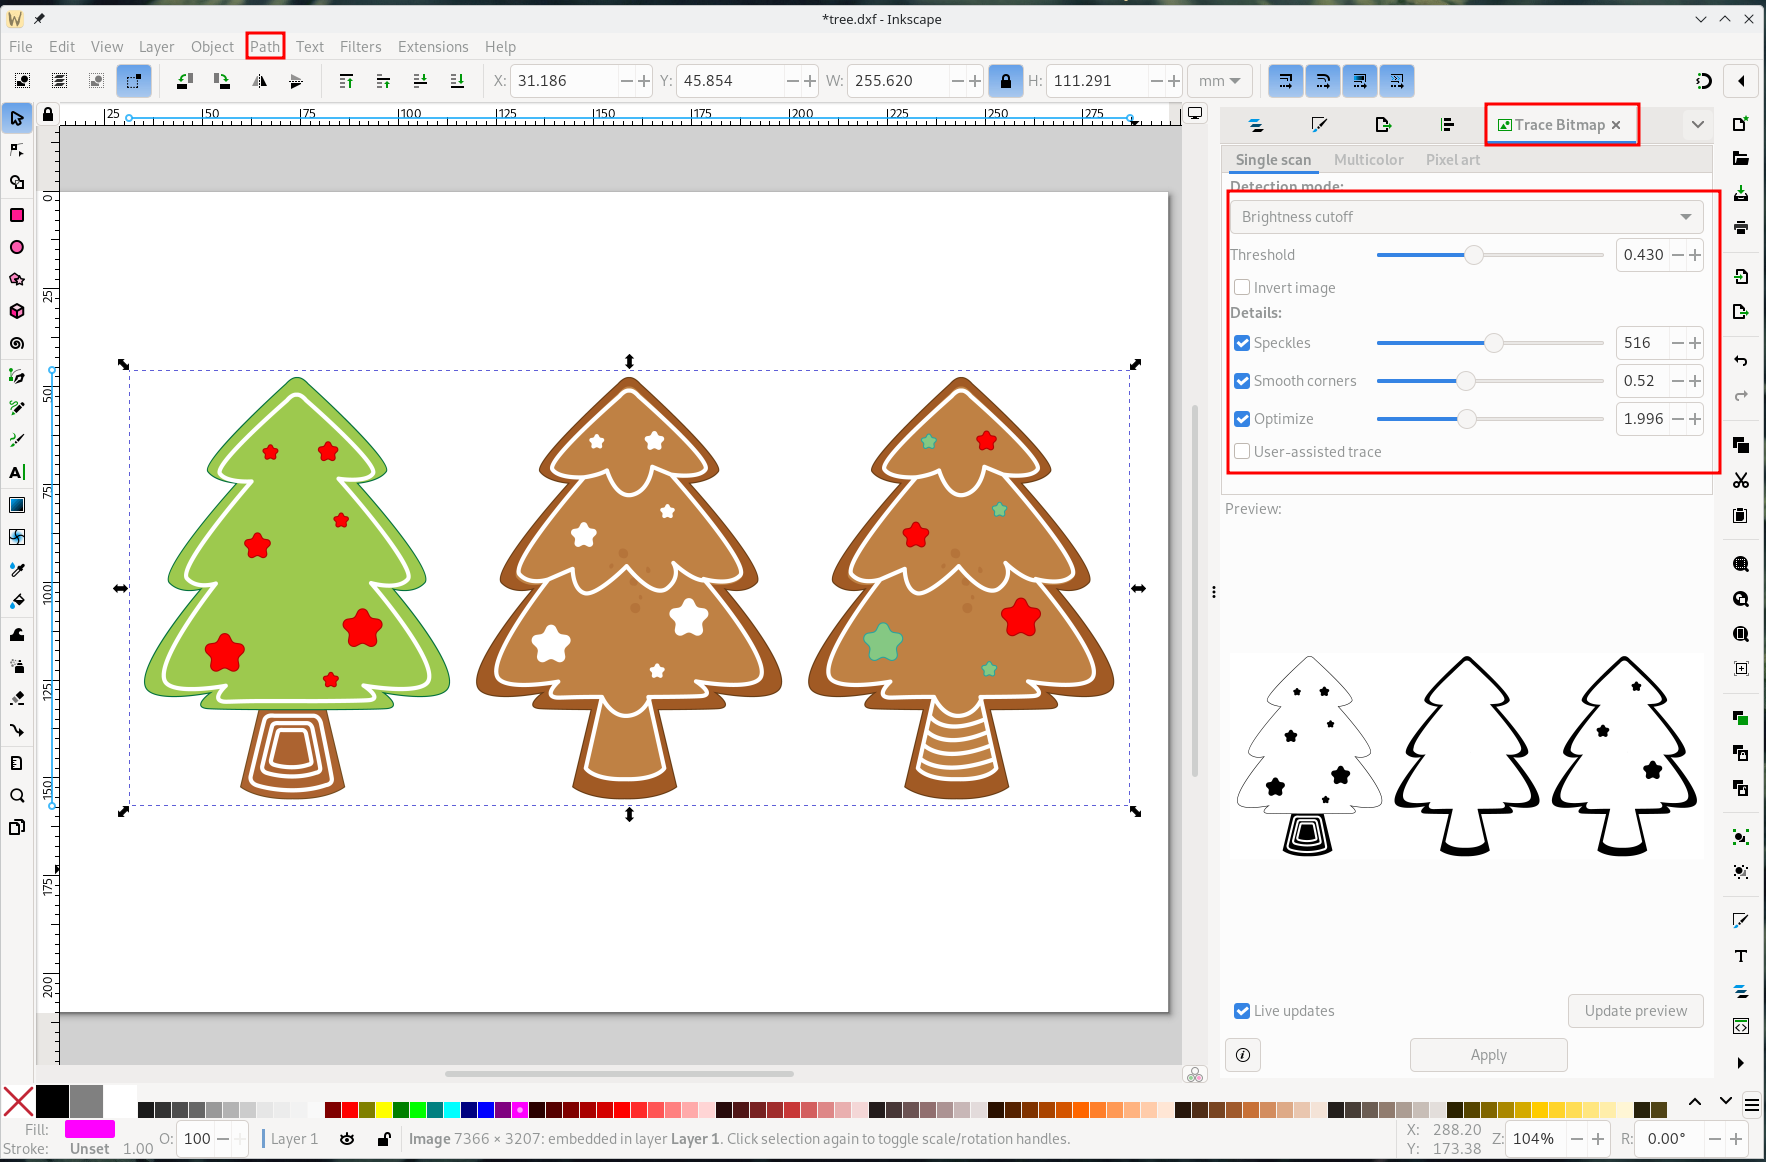 *tree.dxf - Inkscape
File Edit View Layer Object Path Text Filters Extensions Help
X: 31.186 Y: 45.854 W: 255.620 H: 111.291 mm
25 50 75 100 125 150 175 200 225 250 275
0
25
50
75
100
125
150
175
200
Trace Bitmap
Single scan Multicolor Pixel art
Detection mode:
Brightness cutoff
Threshold 0.430
Invert image
Details:
Speckles 516
Smooth corners 0.52
Optimize 1.996
User-assisted trace
Preview:
Live updates Update preview
Apply
Fill:
Stroke: Unset 1.00
O: 100
Layer 1
Image 7366 × 3207: embedded in layer Layer 1. Click selection again to toggle scale/rotation handles.
X: 288.20
Y: 173.38
Z: 104% R: 0.00°